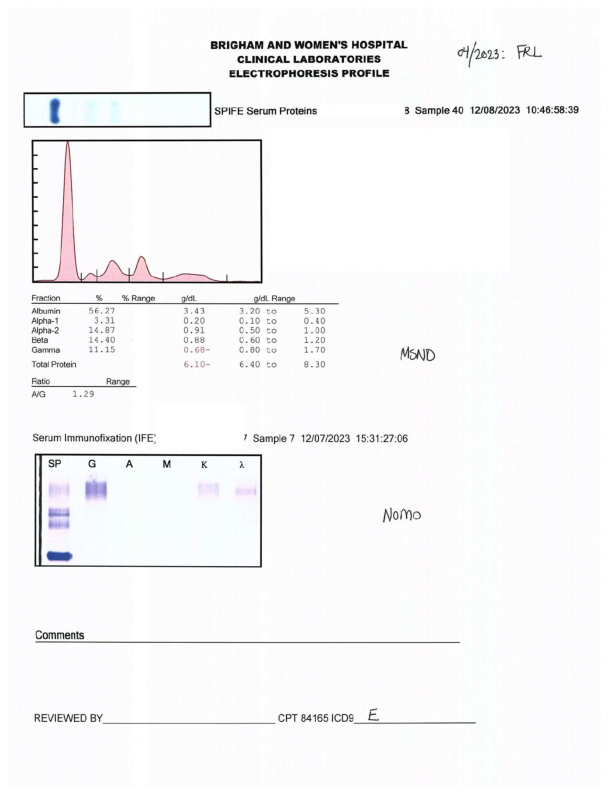 BRIGHAM AND WOMEN'S HOSPITAL
CLINICAL LABORATORIES
ELECTROPHORESIS PROFILE
04/2023: FRL
SPIFE Serum Proteins 8 Sample 40 12/08/2023 10:46:58:39
Fraction % % Range g/dL g/dL Range
Albumin 56.27 3.43 3.20 to 5.30
Alpha-1 3.31 0.20 0.10 to 0.40
Alpha-2 14.87 0.91 0.50 to 1.00
Beta 14.40 0.88 0.60 to 1.20
Gamma 11.15 0.68- 0.80 to 1.70
Total Protein 6.10- 6.40 to 8.30
MSND
Ratio Range
A/G 1.29
Serum Immunofixation (IFE) 7 Sample 7 12/07/2023 15:31:27:06
SP G A M K λ
NOMO
Comments
REVIEWED BY CPT 84165 ICD9 E